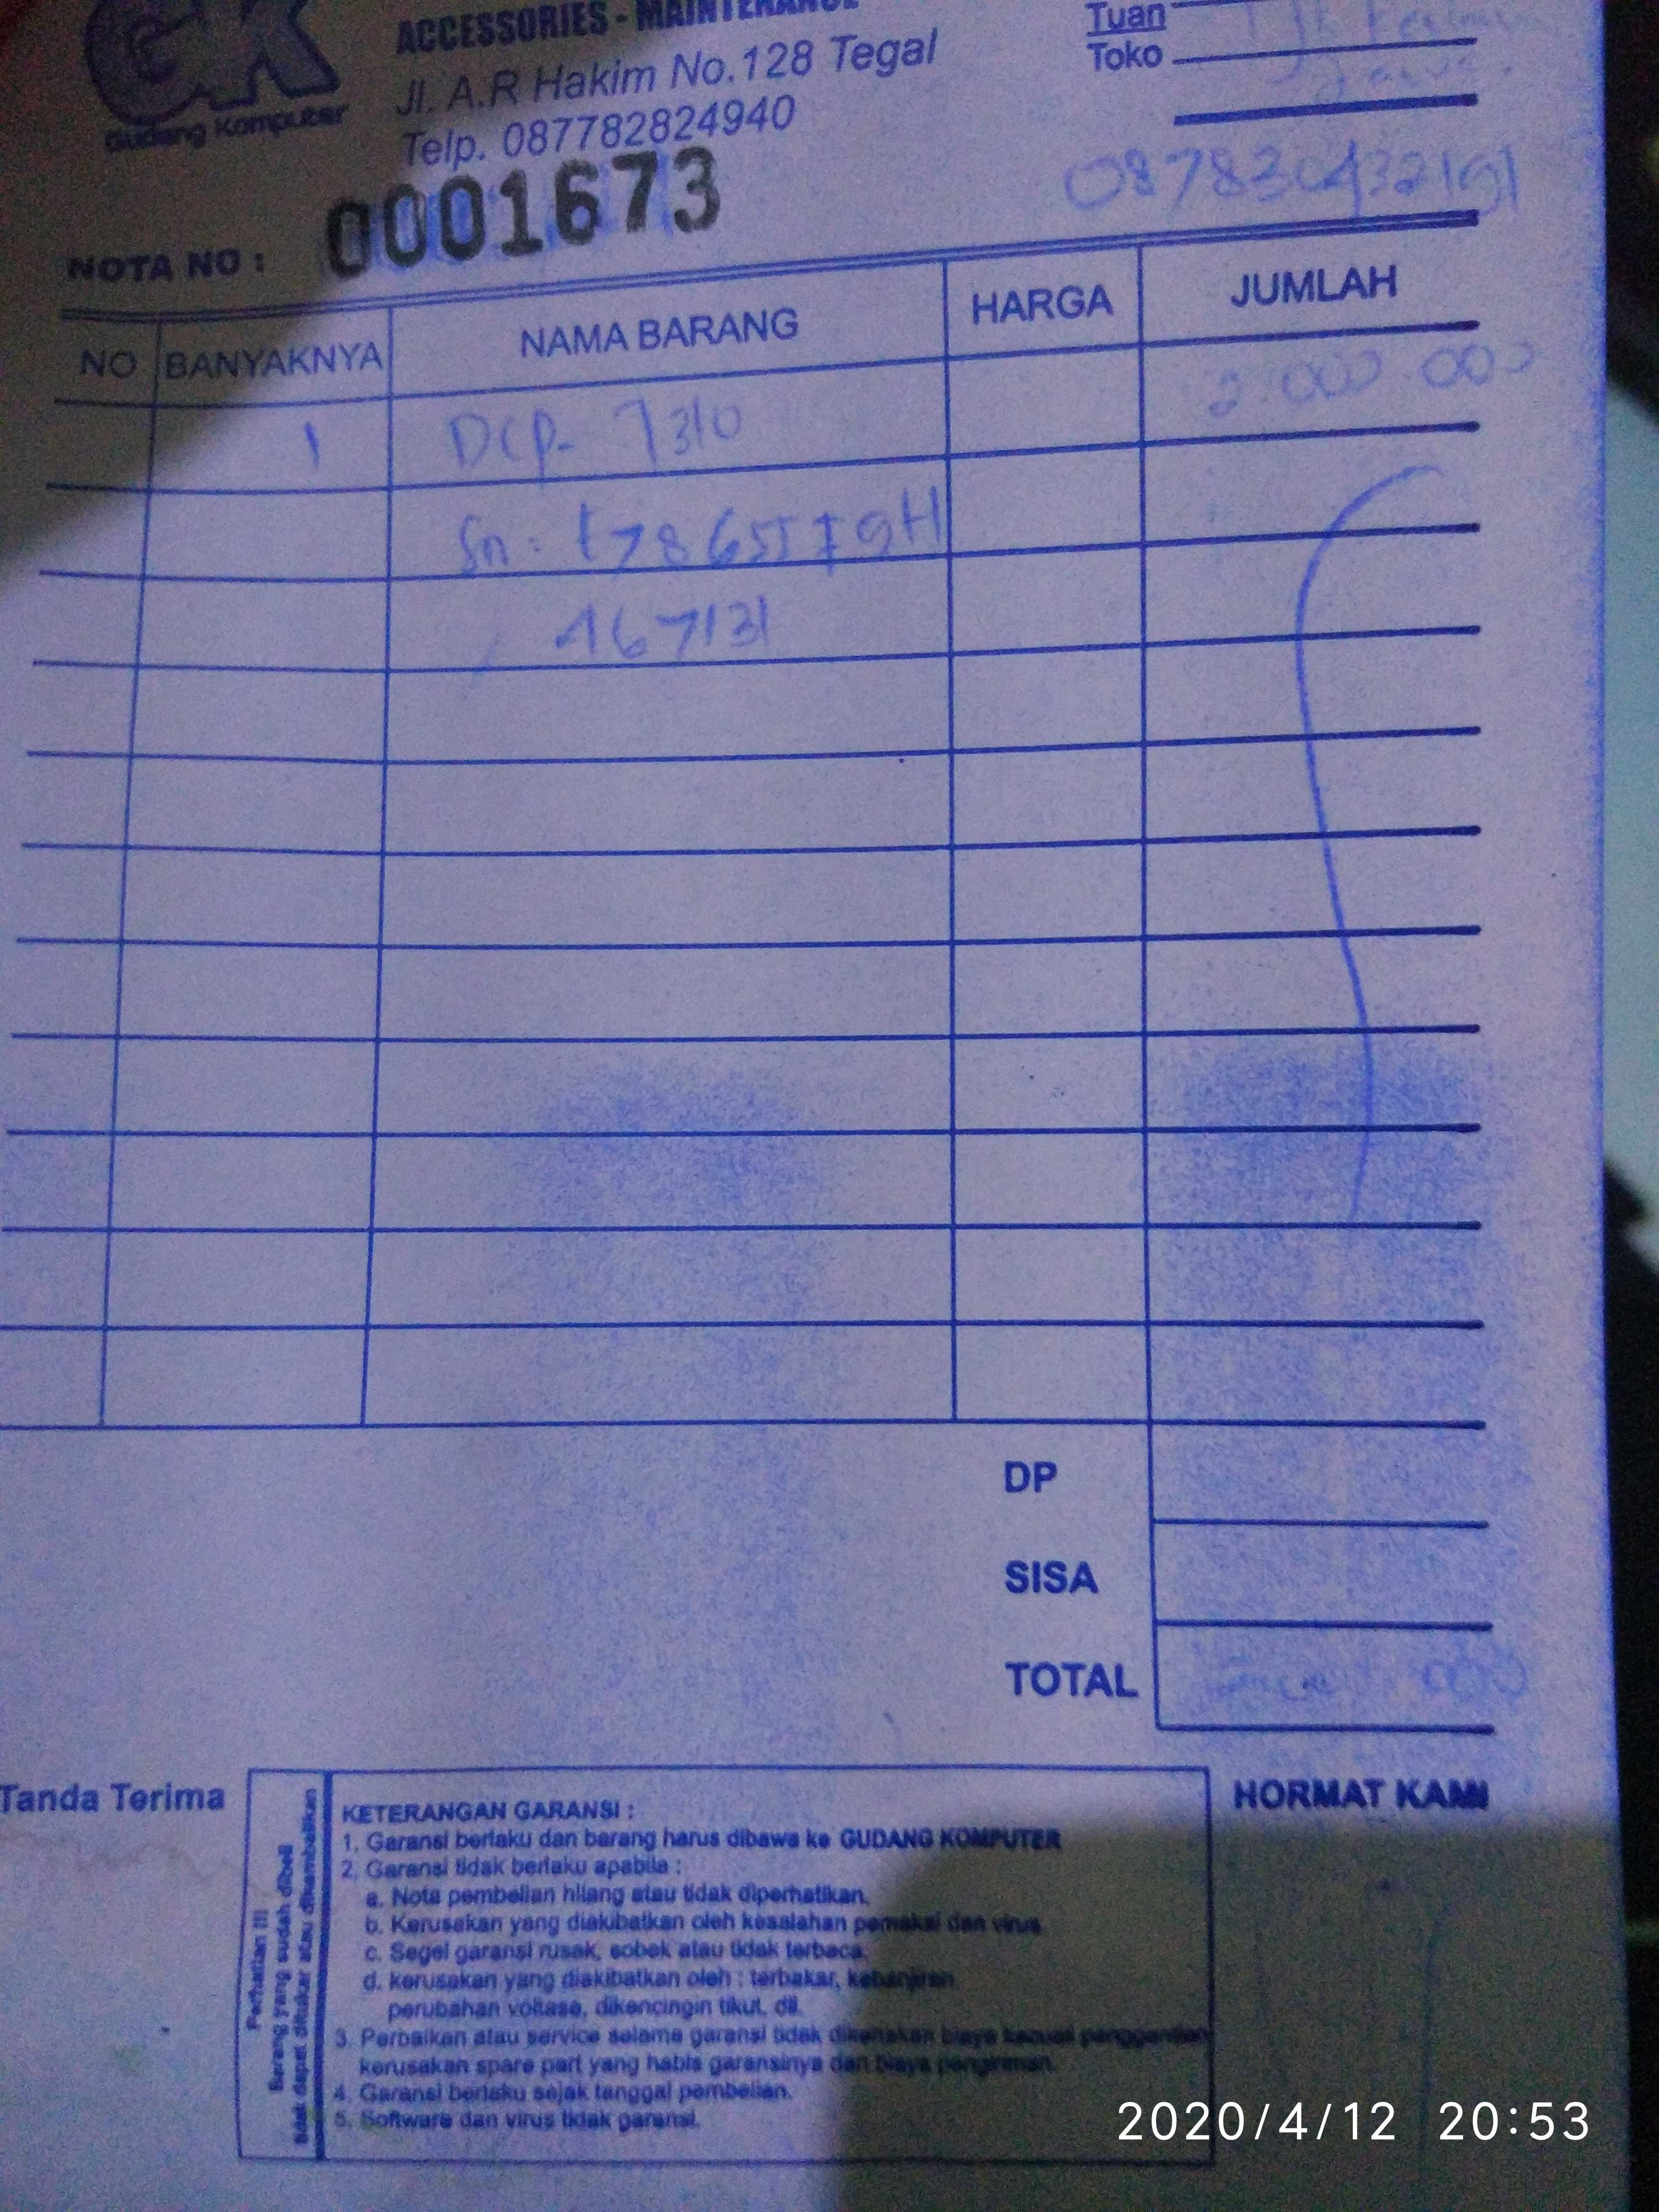 GK
Gudang Komputer
ACCESSORIES - MAINTENANCE
Jl. A.R Hakim No.128 Tegal
Telp. 087782824940
Tuan
Toko
NOTA NO : 0001673
NO BANYAKNYA NAMA BARANG HARGA JUMLAH
1 DCP- 7310 2 000 000
Sn:
467131
DP
SISA
TOTAL
Tanda Terima
HORMAT KAMI
Perhatian !!!
Barang yang sudah dibeli
tidak dapat ditukar atau dikembalikan
KETERANGAN GARANSI :
1. Garansi berlaku dan barang harus dibawa ke GUDANG KOMPUTER
2. Garansi tidak berlaku apabila :
a. Nota pembelian hilang atau tidak diperhatikan.
b. Kerusakan yang diakibatkan oleh kesalahan pemakai dan virus
c. Segel garansi rusak, sobek atau tidak terbaca.
d. kerusakan yang diakibatkan oleh : terbakar, kebanjiran
perubahan voltase, dikencingin tikut, dll.
3. Perbaikan atau service selama garansi tidak dikenakan biaya kecuali penggantian
kerusakan spare part yang habis garansinya dan biaya pengiriman.
4. Garansi berlaku sejak tanggal pembelian.
5. Software dan virus tidak garansi.
2020/4/12 20:53